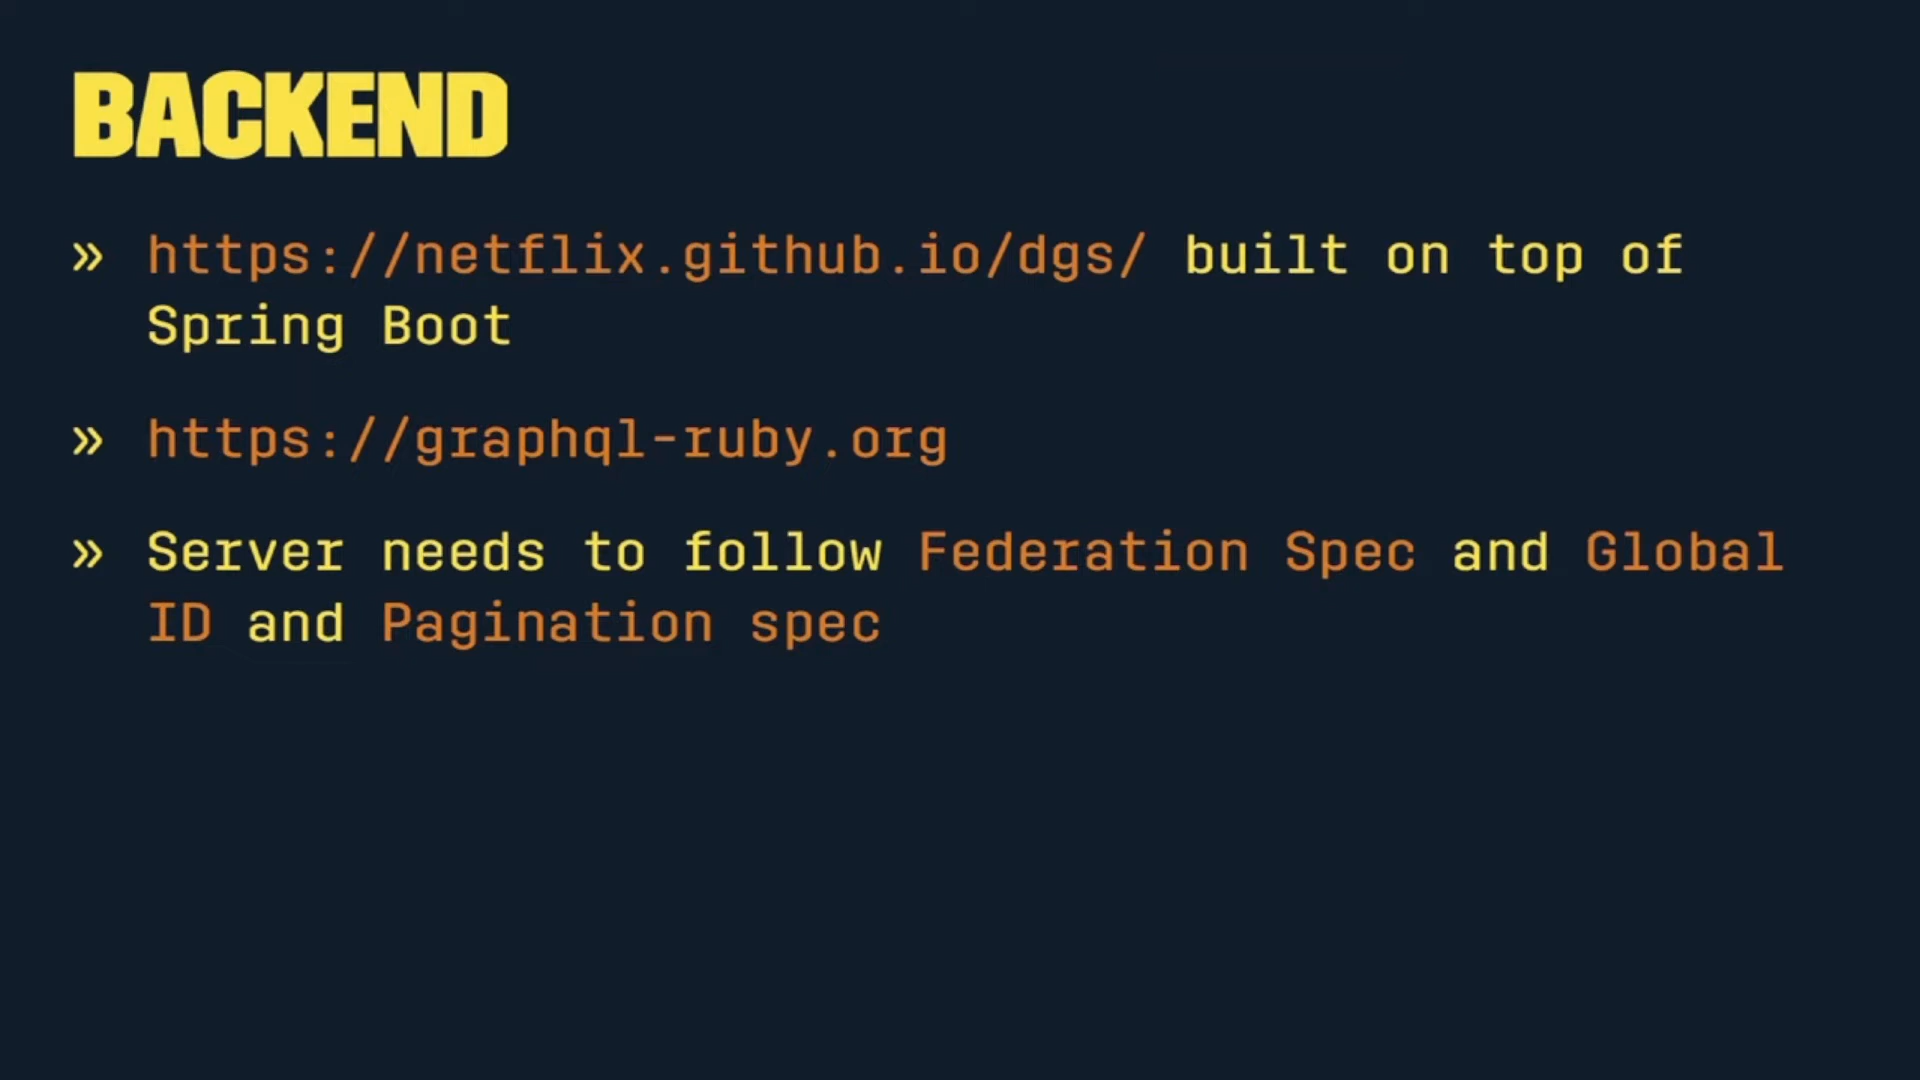 BACKEND
» https://netflix.github.io/dgs/ built on top of
Spring Boot
» https://graphql-ruby.org
» Server needs to follow Federation Spec and Global
ID and Pagination spec